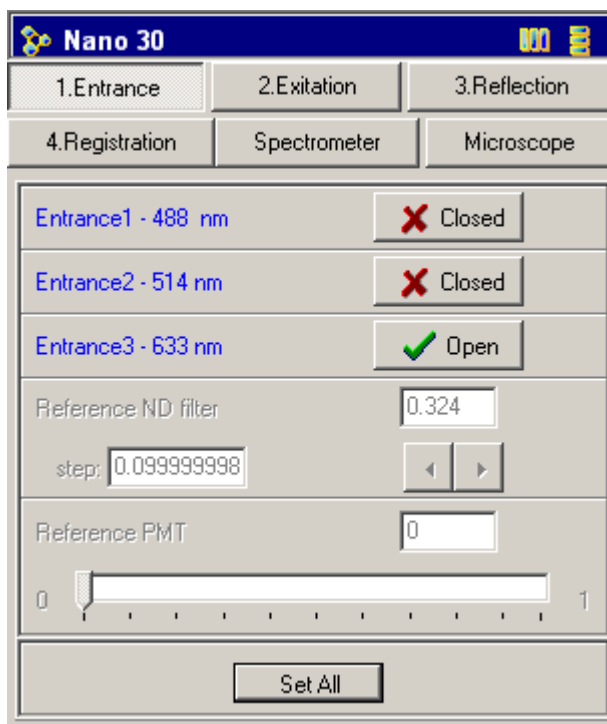 Nano 30
1.Entrance 2.Exitation 3.Reflection
4.Registration Spectrometer Microscope
Entrance1 - 488 nm Closed
Entrance2 - 514 nm Closed
Entrance3 - 633 nm Open
Reference ND filter 0.324
step: 0.099999998
Reference PMT 0
0 1
Set All